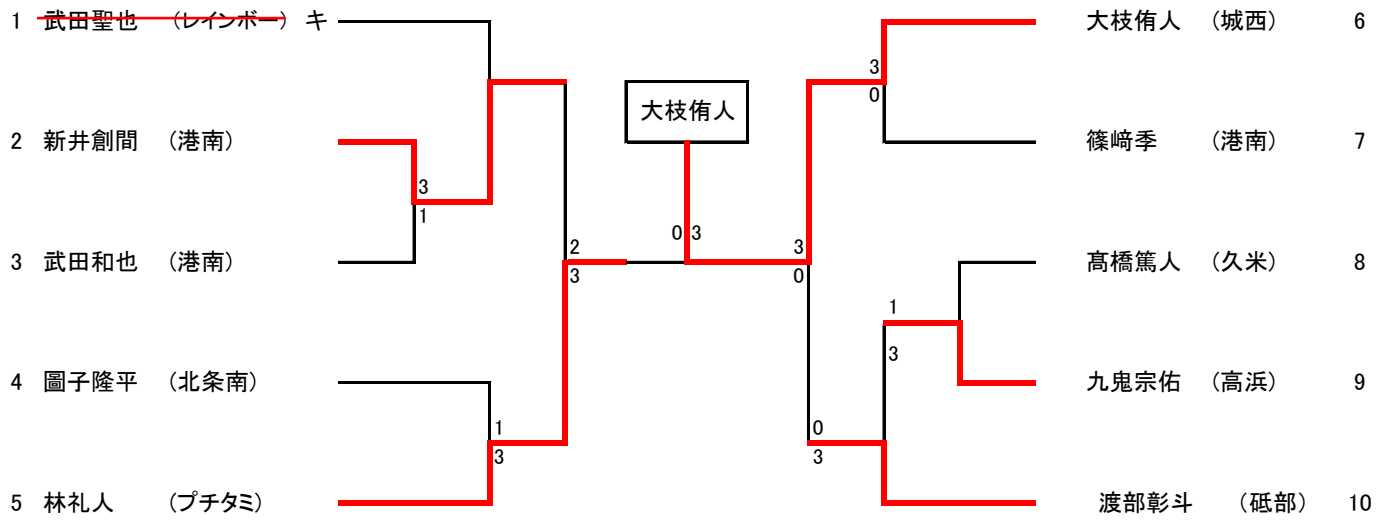 1 武田聖也 (レインボー) キ
2 新井創間 (港南)
3
1
3 武田和也 (港南)
2
3
4 圖子隆平 (北条南)
1
3
5 林礼人 (プチタミ)
大枝侑人
0 3
大枝侑人 (城西) 6
3
0
篠﨑季 (港南) 7
3
0
髙橋篤人 (久米) 8
1
3
九鬼宗佑 (高浜) 9
0
3
渡部彰斗 (砥部) 10